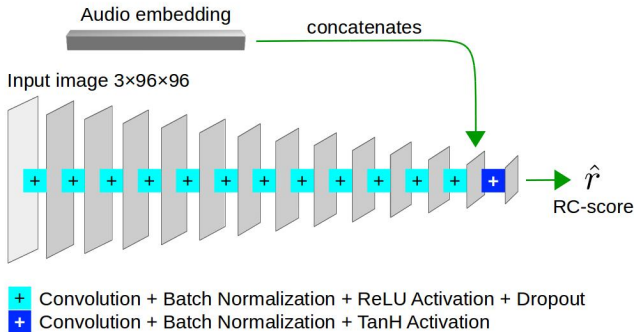 Audio embedding
concatenates
Input image 3×96×96
+ + + + + + + + + + + + +
r̂
RC-score
+ Convolution + Batch Normalization + ReLU Activation + Dropout
+ Convolution + Batch Normalization + TanH Activation